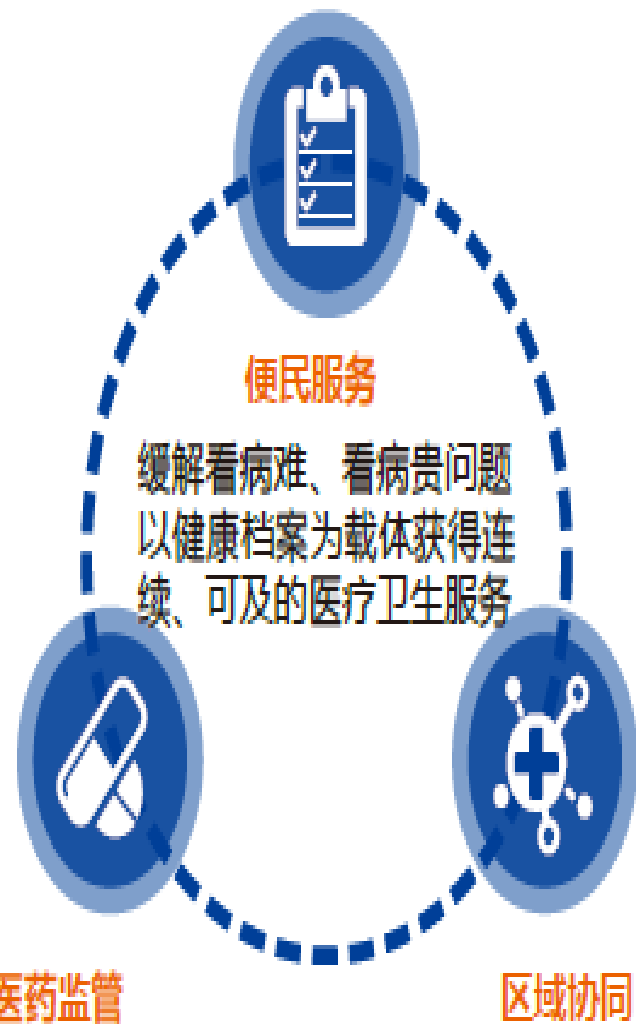 便民服务
缓解看病难、看病贵问题
以健康档案为载体获得连
续、可及的医疗卫生服务
医药监管
区域协同